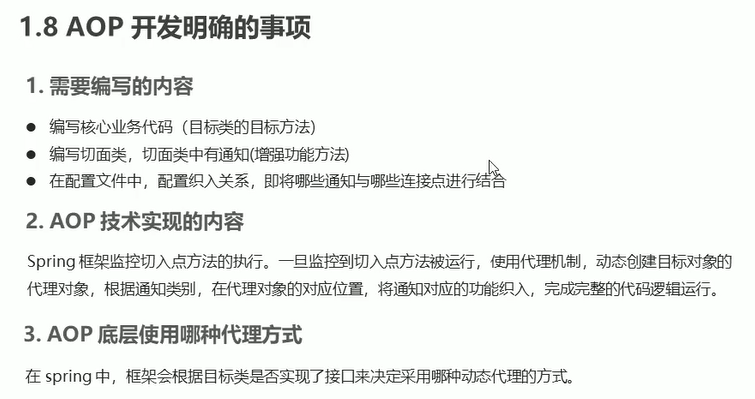 1.8 AOP 开发明确的事项
1. 需要编写的内容
● 编写核心业务代码（目标类的目标方法）
● 编写切面类，切面类中有通知(增强功能方法)
● 在配置文件中，配置织入关系，即将哪些通知与哪些连接点进行结合
2. AOP 技术实现的内容
Spring 框架监控切入点方法的执行。一旦监控到切入点方法被运行，使用代理机制，动态创建目标对象的
代理对象，根据通知类别，在代理对象的对应位置，将通知对应的功能织入，完成完整的代码逻辑运行。
3. AOP 底层使用哪种代理方式
在 spring 中，框架会根据目标类是否实现了接口来决定采用哪种动态代理的方式。